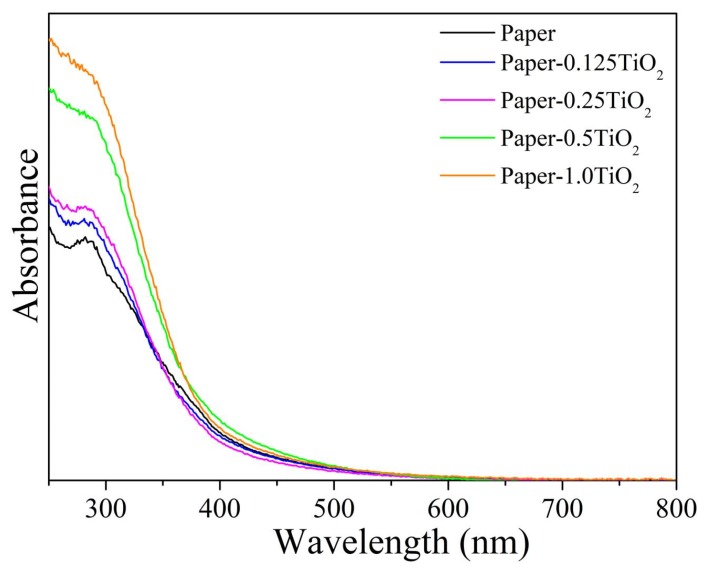 Paper
Paper-0.125TiO₂
Paper-0.25TiO₂
Paper-0.5TiO₂
Paper-1.0TiO₂
Absorbance
300 400 500 600 700 800
Wavelength (nm)